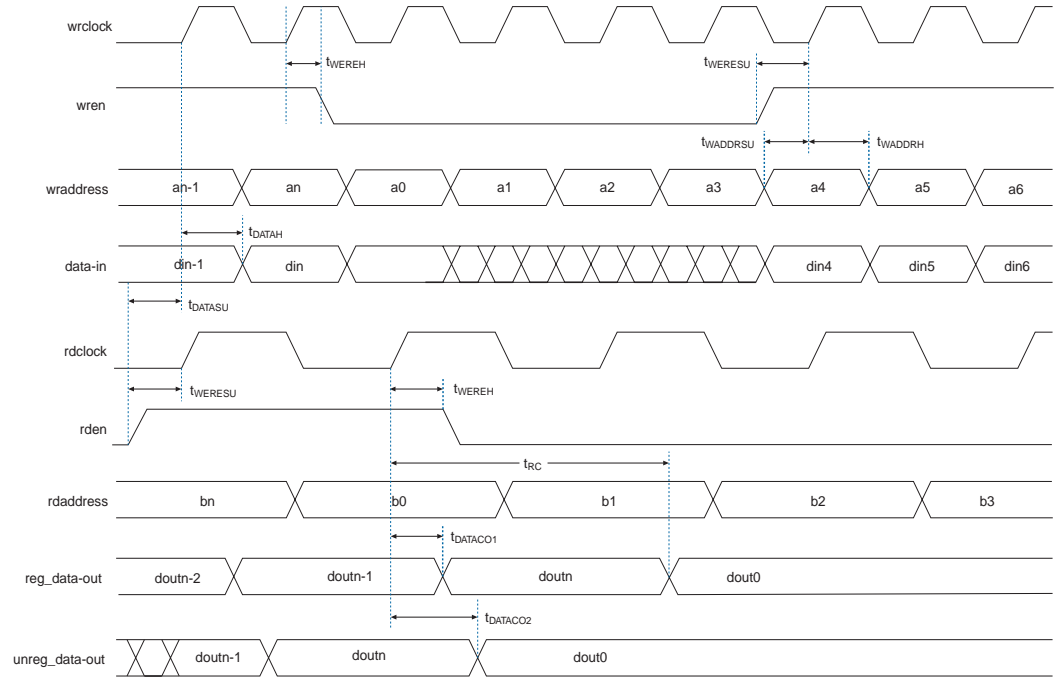 wrclock
tWEREH
tWERESU
wren
tWADDRSU
tWADDRH
wraddress an-1 an a0 a1 a2 a3 a4 a5 a6
tDATAH
data-in din-1 din din4 din5 din6
tDATASU
rdclock
tWERESU
tWEREH
rden
tRC
rdaddress bn b0 b1 b2 b3
tDATACO1
reg_data-out doutn-2 doutn-1 doutn dout0
tDATACO2
unreg_data-out doutn-1 doutn dout0